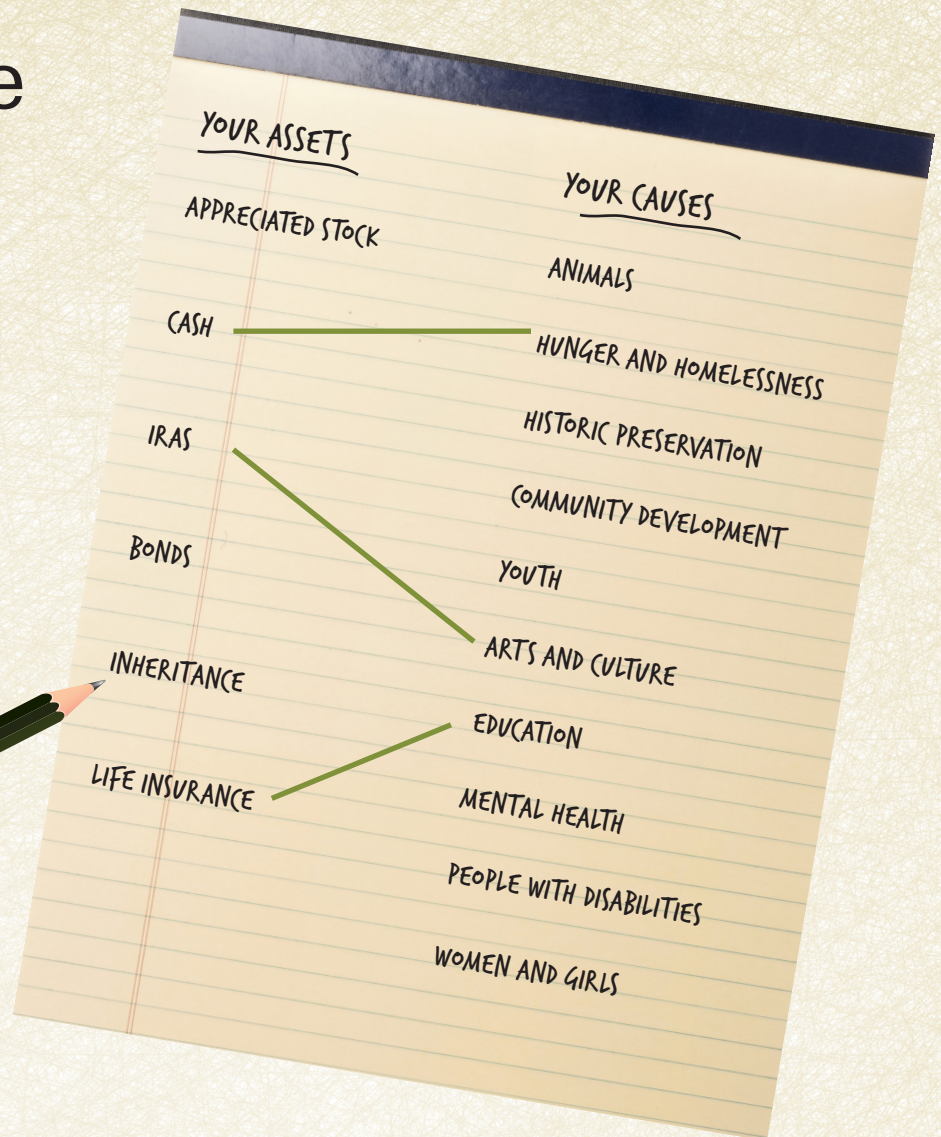 e
YOUR ASSETS
APPRECIATED STOCK
CASH
IRAS
BONDS
INHERITANCE
LIFE INSURANCE
YOUR CAUSES
ANIMALS
HUNGER AND HOMELESSNESS
HISTORIC PRESERVATION
COMMUNITY DEVELOPMENT
YOUTH
ARTS AND CULTURE
EDUCATION
MENTAL HEALTH
PEOPLE WITH DISABILITIES
WOMEN AND GIRLS